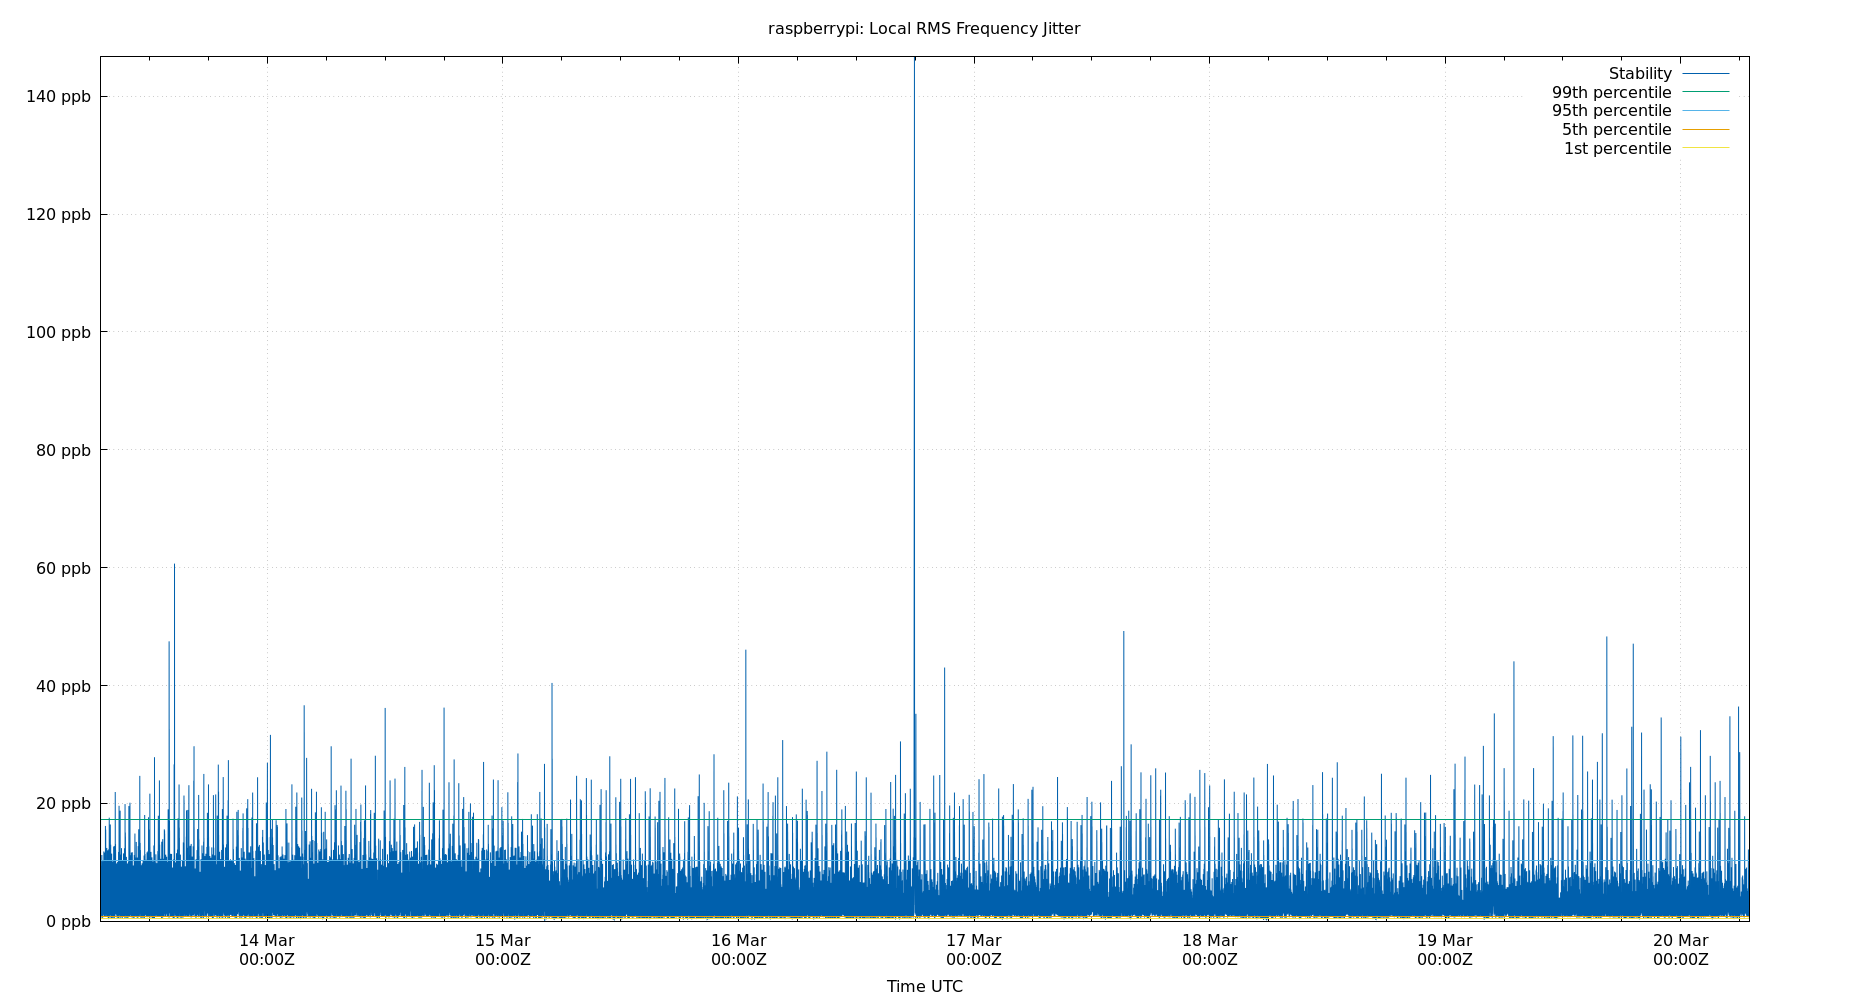 raspberrypi: Local RMS Frequency Jitter
Stability
99th percentile
95th percentile
5th percentile
1st percentile
140 ppb
120 ppb
100 ppb
80 ppb
60 ppb
40 ppb
20 ppb
0 ppb
14 Mar 15 Mar 16 Mar 17 Mar 18 Mar 19 Mar 20 Mar
00:00Z 00:00Z 00:00Z 00:00Z 00:00Z 00:00Z 00:00Z
Time UTC